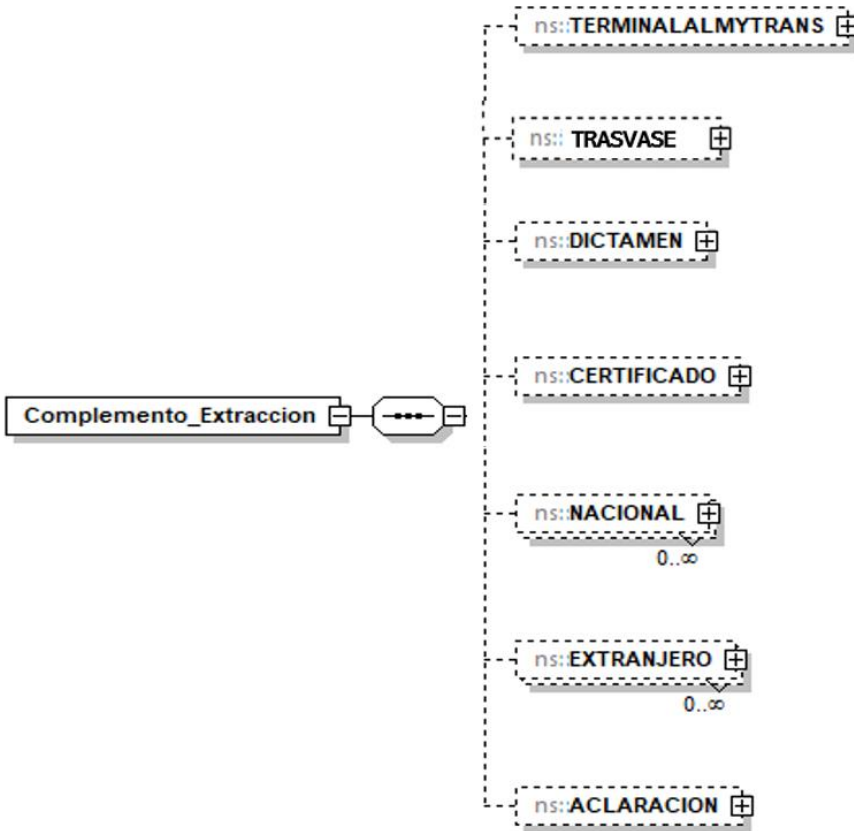 ns::TERMINALALMYTRANS
ns:: TRASVASE
ns::DICTAMEN
ns::CERTIFICADO
Complemento_Extraccion
ns::NACIONAL
0..∞
ns::EXTRANJERO
0..∞
ns::ACLARACION